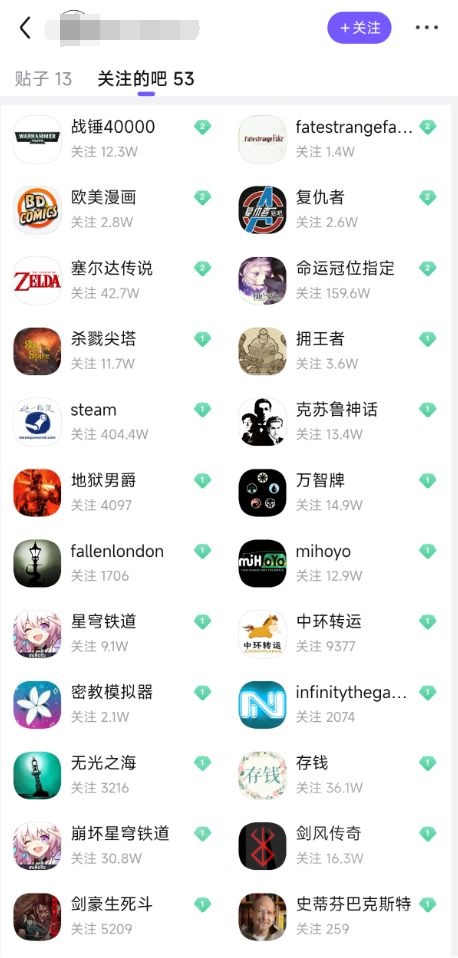 +关注
贴子 13
关注的吧 53
战锤40000
关注 12.3W
2
fatestrangefa...
关注 1.4W
2
欧美漫画
关注 2.8W
2
复仇者
关注 2.6W
2
塞尔达传说
关注 42.7W
2
命运冠位指定
关注 159.6W
2
杀戮尖塔
关注 11.7W
1
拥王者
关注 3.6W
1
steam
关注 404.4W
1
克苏鲁神话
关注 13.4W
1
地狱男爵
关注 4097
1
万智牌
关注 14.9W
1
fallenlondon
关注 1706
1
mihoyo
关注 12.9W
1
星穹铁道
关注 9.1W
1
中环转运
关注 9377
1
密教模拟器
关注 2.1W
1
infinitythega...
关注 2074
1
无光之海
关注 3216
1
存钱
关注 36.1W
1
崩坏星穹铁道
关注 30.8W
1
剑风传奇
关注 16.3W
1
剑豪生死斗
关注 5209
1
史蒂芬巴克斯特
关注 259
1
WARHAMMER
Fate strange Fake
BD
COMICS
复仇者
ZELDA
miHoYo
中环转运
存钱